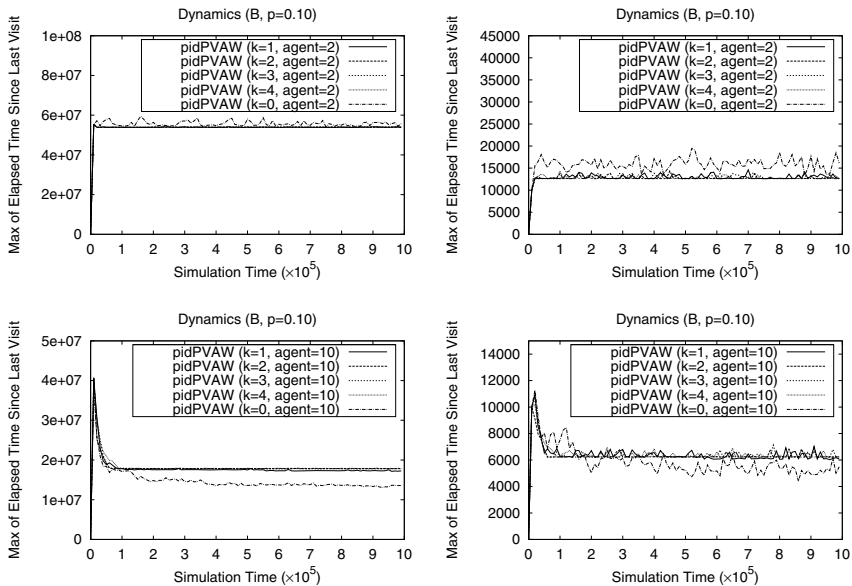 Dynamics (B, p=0.10)
Max of Elapsed Time Since Last Visit
1e+08
8e+07
6e+07
4e+07
2e+07
0
pidPVAW (k=1, agent=2)
pidPVAW (k=2, agent=2)
pidPVAW (k=3, agent=2)
pidPVAW (k=4, agent=2)
pidPVAW (k=0, agent=2)
0 1 2 3 4 5 6 7 8 9 10
Simulation Time (×10^5)
Dynamics (B, p=0.10)
Max of Elapsed Time Since Last Visit
45000
40000
35000
30000
25000
20000
15000
10000
5000
0
pidPVAW (k=1, agent=2)
pidPVAW (k=2, agent=2)
pidPVAW (k=3, agent=2)
pidPVAW (k=4, agent=2)
pidPVAW (k=0, agent=2)
0 1 2 3 4 5 6 7 8 9 10
Simulation Time (×10^5)
Dynamics (B, p=0.10)
Max of Elapsed Time Since Last Visit
5e+07
4e+07
3e+07
2e+07
1e+07
0
pidPVAW (k=1, agent=10)
pidPVAW (k=2, agent=10)
pidPVAW (k=3, agent=10)
pidPVAW (k=4, agent=10)
pidPVAW (k=0, agent=10)
0 1 2 3 4 5 6 7 8 9 10
Simulation Time (×10^5)
Dynamics (B, p=0.10)
Max of Elapsed Time Since Last Visit
14000
12000
10000
8000
6000
4000
2000
0
pidPVAW (k=1, agent=10)
pidPVAW (k=2, agent=10)
pidPVAW (k=3, agent=10)
pidPVAW (k=4, agent=10)
pidPVAW (k=0, agent=10)
0 1 2 3 4 5 6 7 8 9 10
Simulation Time (×10^5)